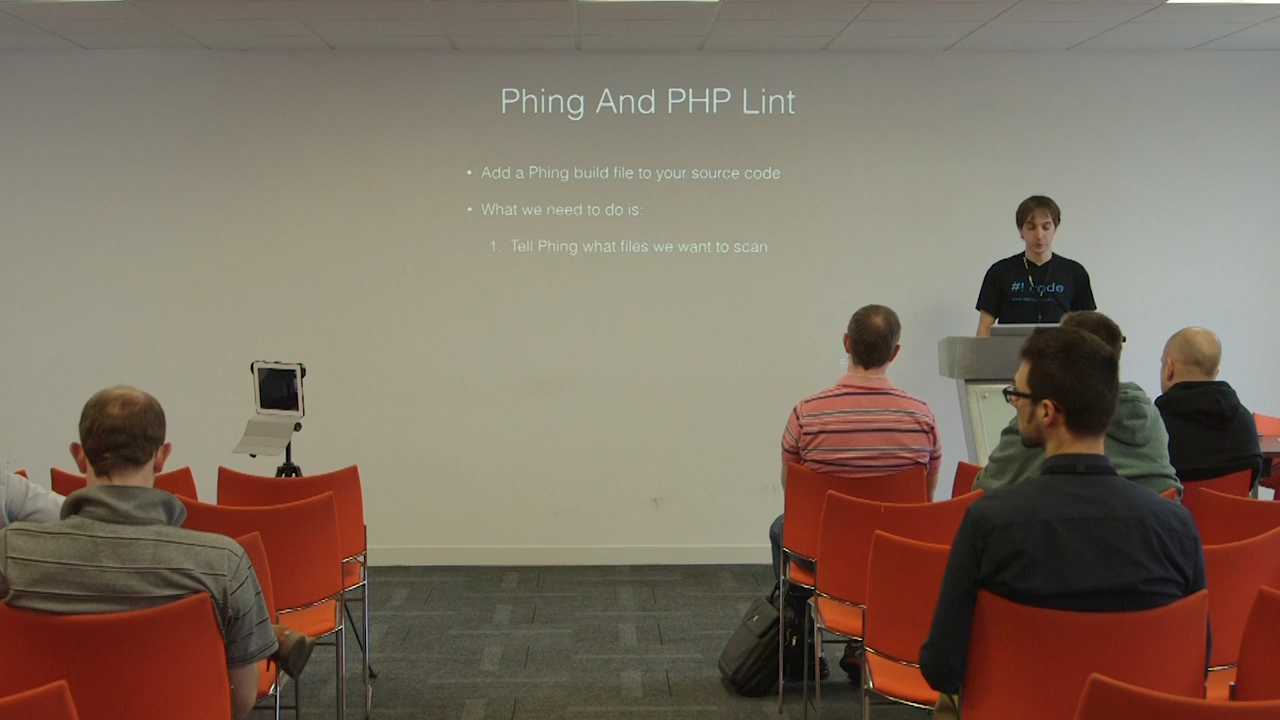 Phing And PHP Lint
• Add a Phing build file to your source code
• What we need to do is:
1. Tell Phing what files we want to scan
#! code